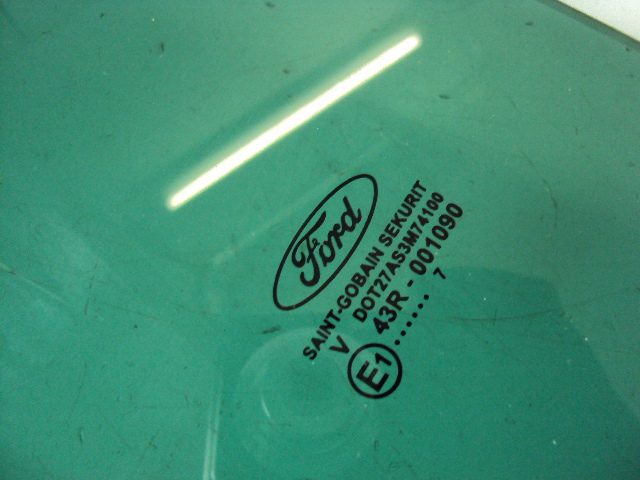 Ford
SAINT-GOBAIN SEKURIT
DOT27AS3M74100
V 43R - 001090
E1 ...... 7